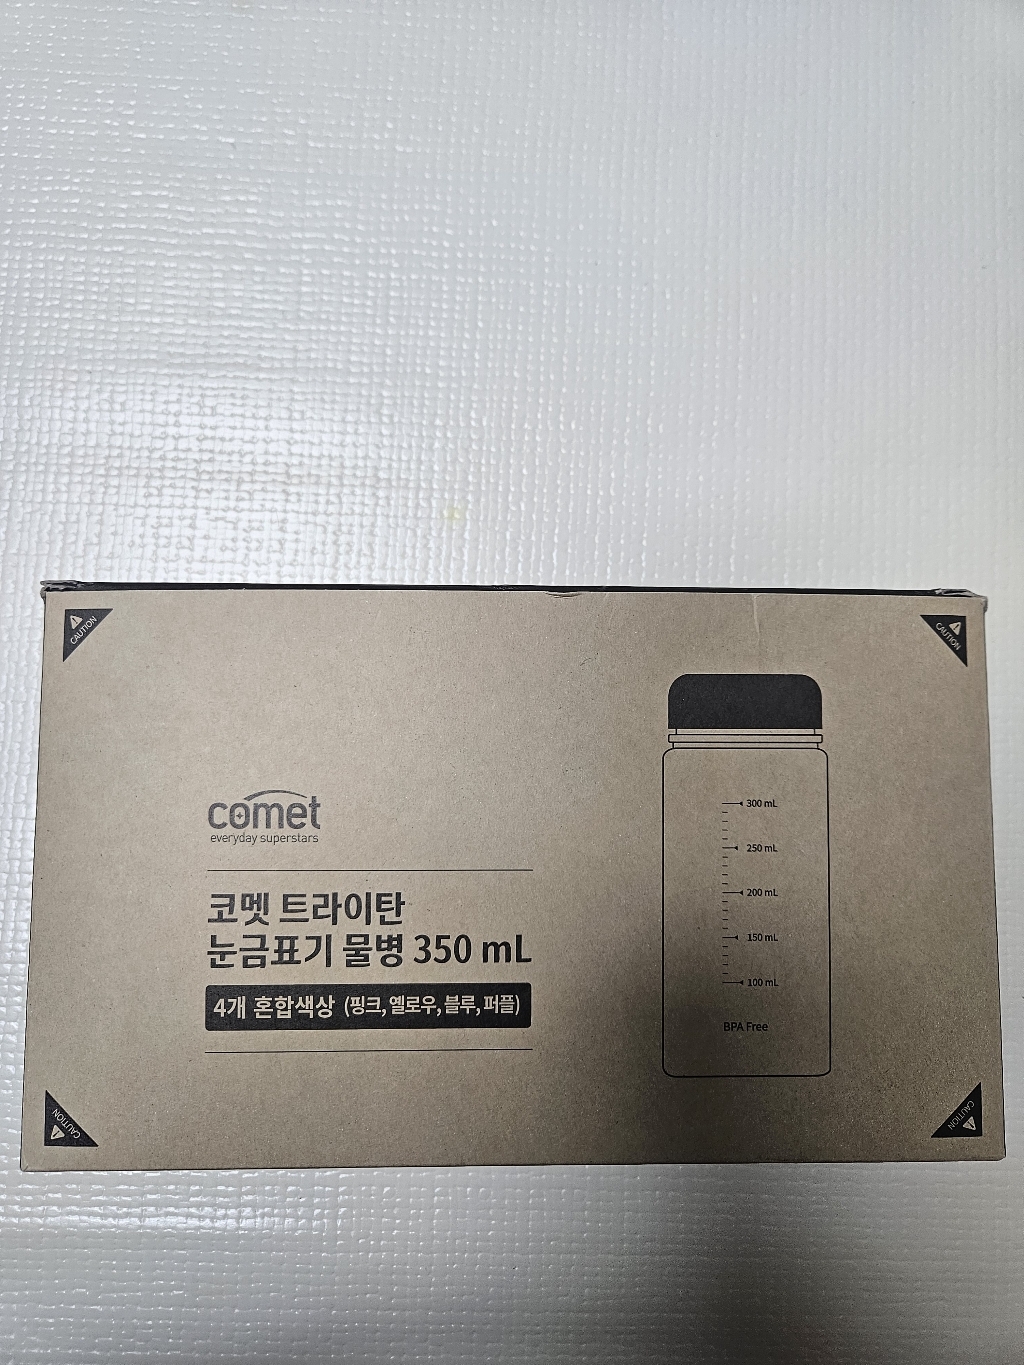 CAUTION
CAUTION
comet
everyday superstars
코멧 트라이탄
눈금표기 물병 350 mL
4개 혼합색상 (핑크, 옐로우, 블루, 퍼플)
300 mL
250 mL
200 mL
150 mL
100 mL
BPA Free
CAUTION
CAUTION